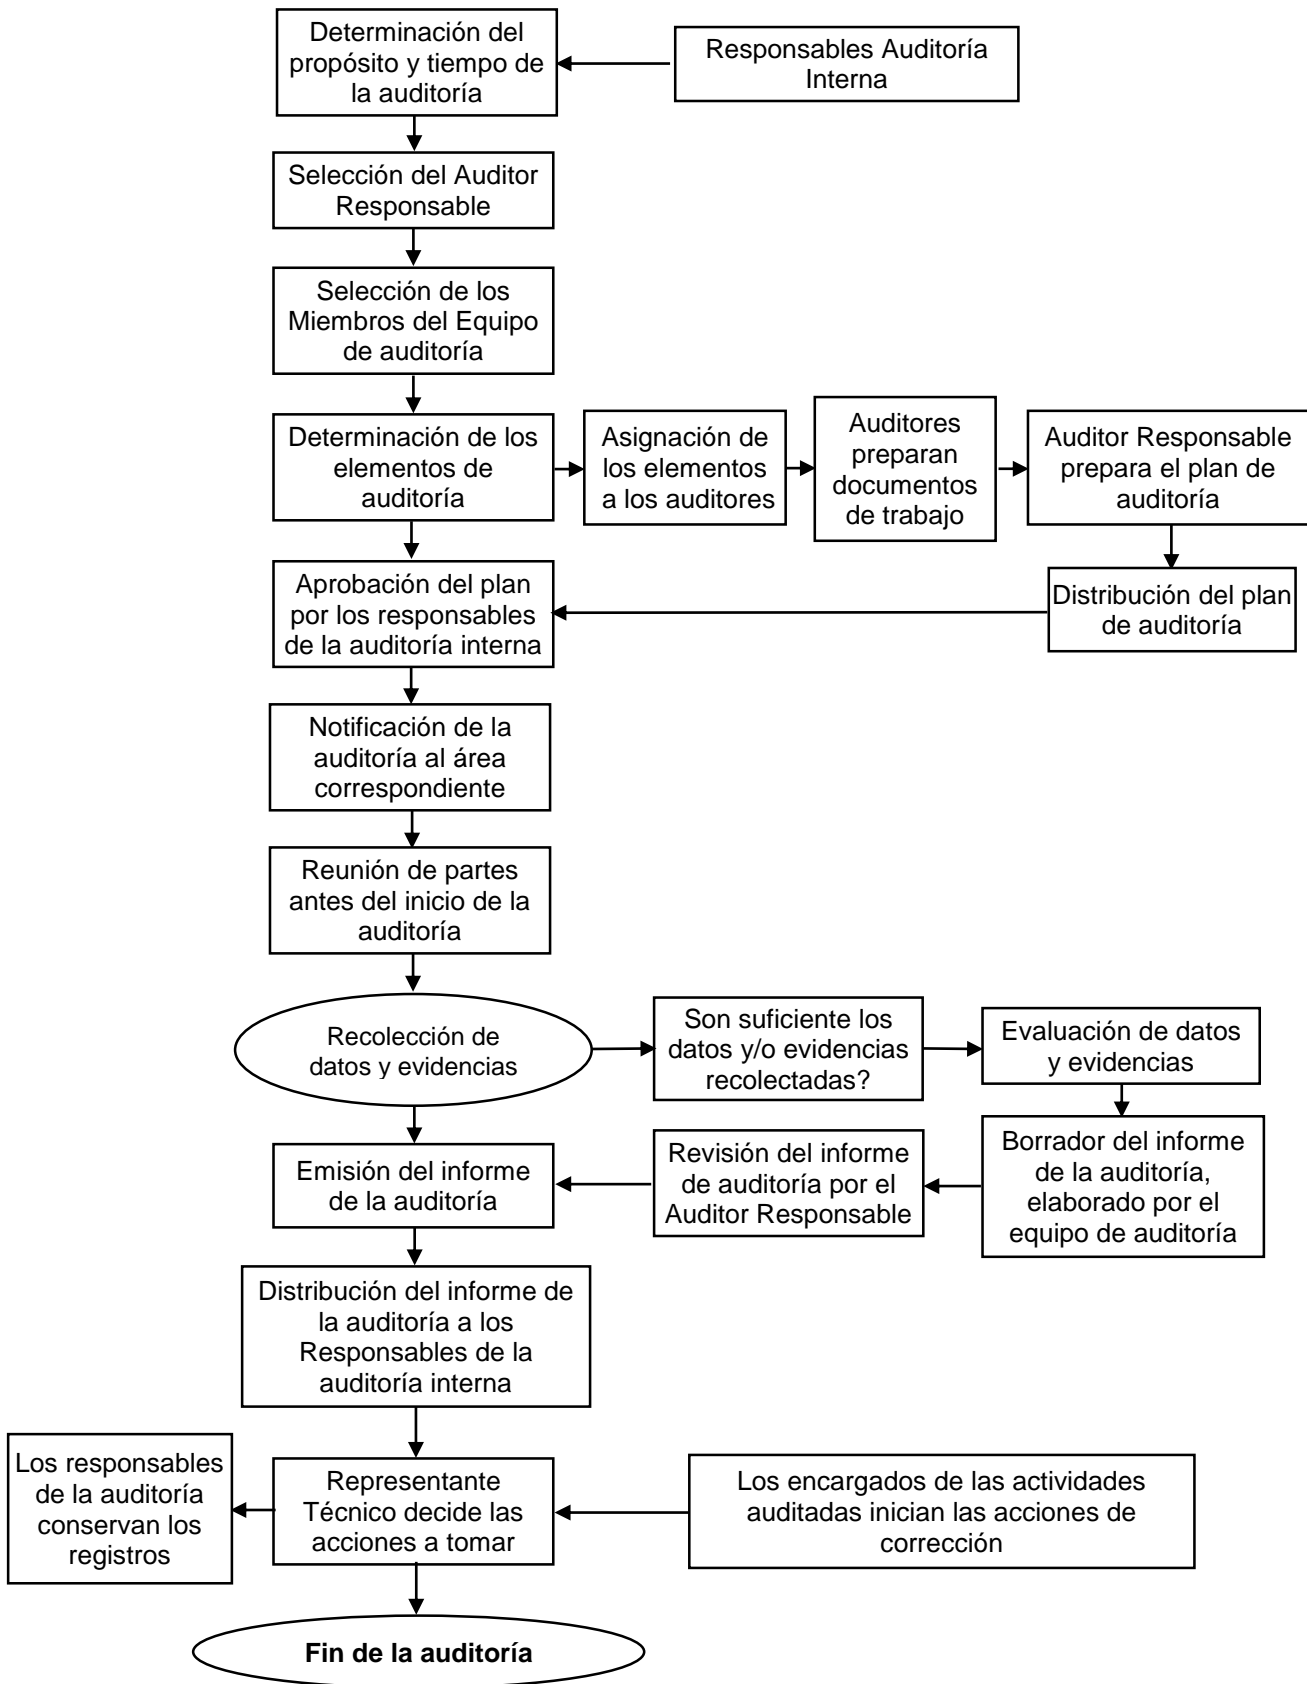 Determinación del
propósito y tiempo de
la auditoría
Responsables Auditoría
Interna
Selección del Auditor
Responsable
Selección de los
Miembros del Equipo
de auditoría
Determinación de los
elementos de
auditoría
Asignación de
los elementos
a los auditores
Auditores
preparan
documentos
de trabajo
Auditor Responsable
prepara el plan de
auditoría
Distribución del plan
de auditoría
Aprobación del plan
por los responsables
de la auditoría interna
Notificación de la
auditoría al área
correspondiente
Reunión de partes
antes del inicio de la
auditoría
Recolección de
datos y evidencias
Son suficiente los
datos y/o evidencias
recolectadas?
Evaluación de datos
y evidencias
Borrador del informe
de la auditoría,
elaborado por el
equipo de auditoría
Revisión del informe
de auditoría por el
Auditor Responsable
Emisión del informe
de la auditoría
Distribución del informe de
la auditoría a los
Responsables de la
auditoría interna
Los responsables
de la auditoría
conservan los
registros
Representante
Técnico decide las
acciones a tomar
Los encargados de las actividades
auditadas inician las acciones de
corrección
Fin de la auditoría